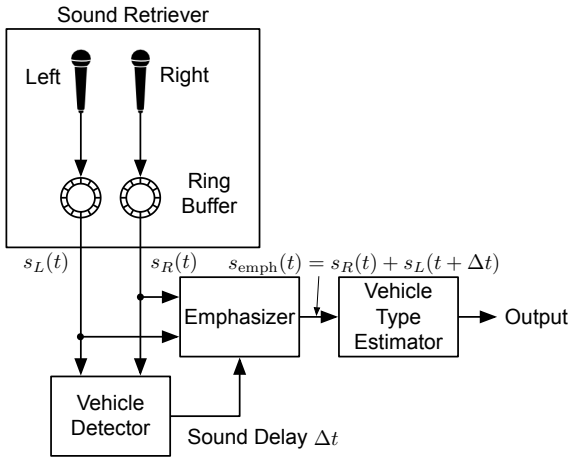 Sound Retriever
Left
Right
Ring
Buffer
s_L(t)
s_R(t)
s_emph(t) = s_R(t) + s_L(t + Δt)
Emphasizer
Vehicle
Type
Estimator
Output
Vehicle
Detector
Sound Delay Δt